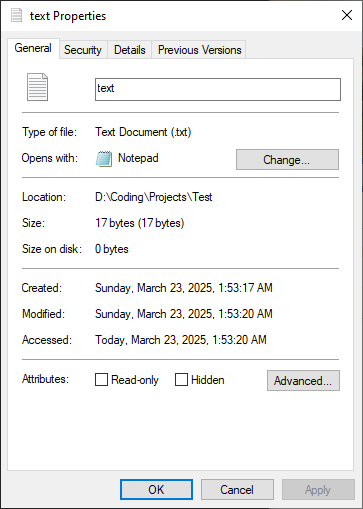 text Properties
General Security Details Previous Versions
text
Type of file: Text Document (.txt)
Opens with: Notepad Change...
Location: D:\Coding\Projects\Test
Size: 17 bytes (17 bytes)
Size on disk: 0 bytes
Created: Sunday, March 23, 2025, 1:53:17 AM
Modified: Sunday, March 23, 2025, 1:53:20 AM
Accessed: Today, March 23, 2025, 1:53:20 AM
Attributes: Read-only Hidden Advanced...
OK Cancel Apply